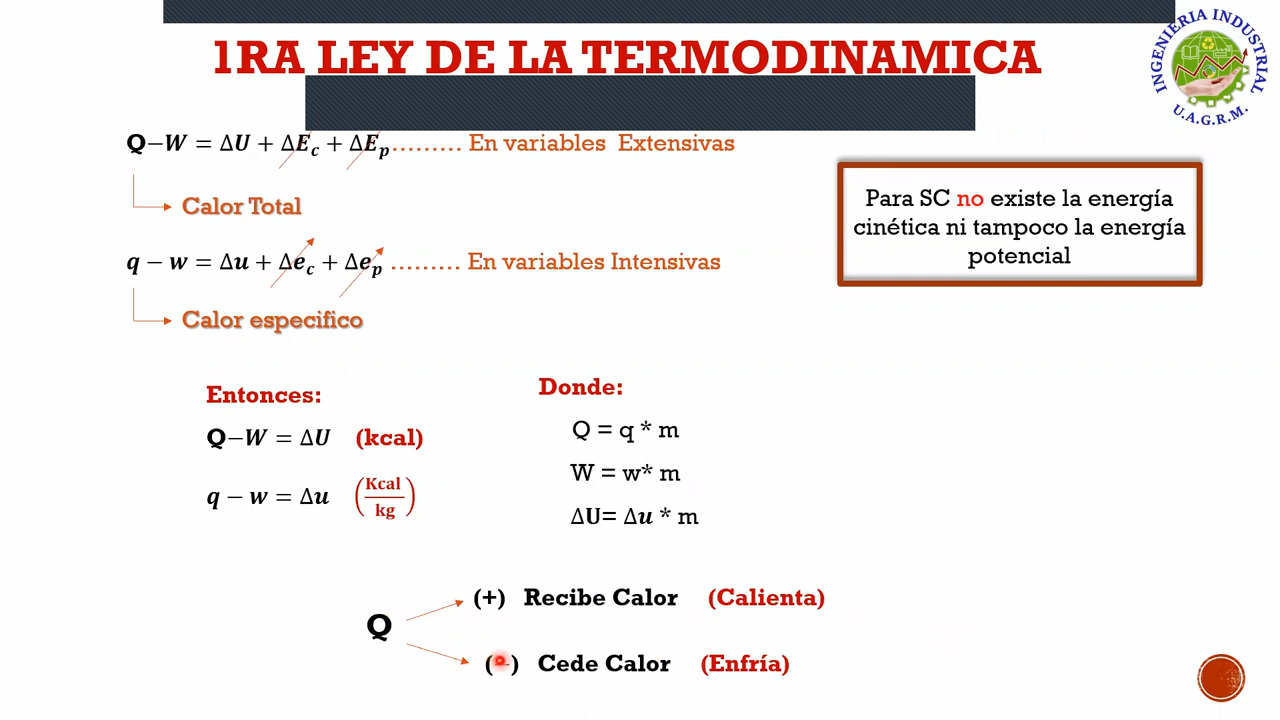 1RA LEY DE LA TERMODINAMICA
INGENIERIA INDUSTRIAL
U.A.G.R.M.
Q−W = ΔU + ΔE_c + ΔE_p......... En variables Extensivas
Calor Total
Para SC no existe la energía
cinética ni tampoco la energía
potencial
q − w = Δu + Δe_c + Δe_p ......... En variables Intensivas
Calor especifico
Entonces:
Q−W = ΔU (kcal)
q − w = Δu (Kcal/kg)
Donde:
Q = q * m
W = w* m
ΔU= Δu * m
Q
(+) Recibe Calor (Calienta)
(−) Cede Calor (Enfría)